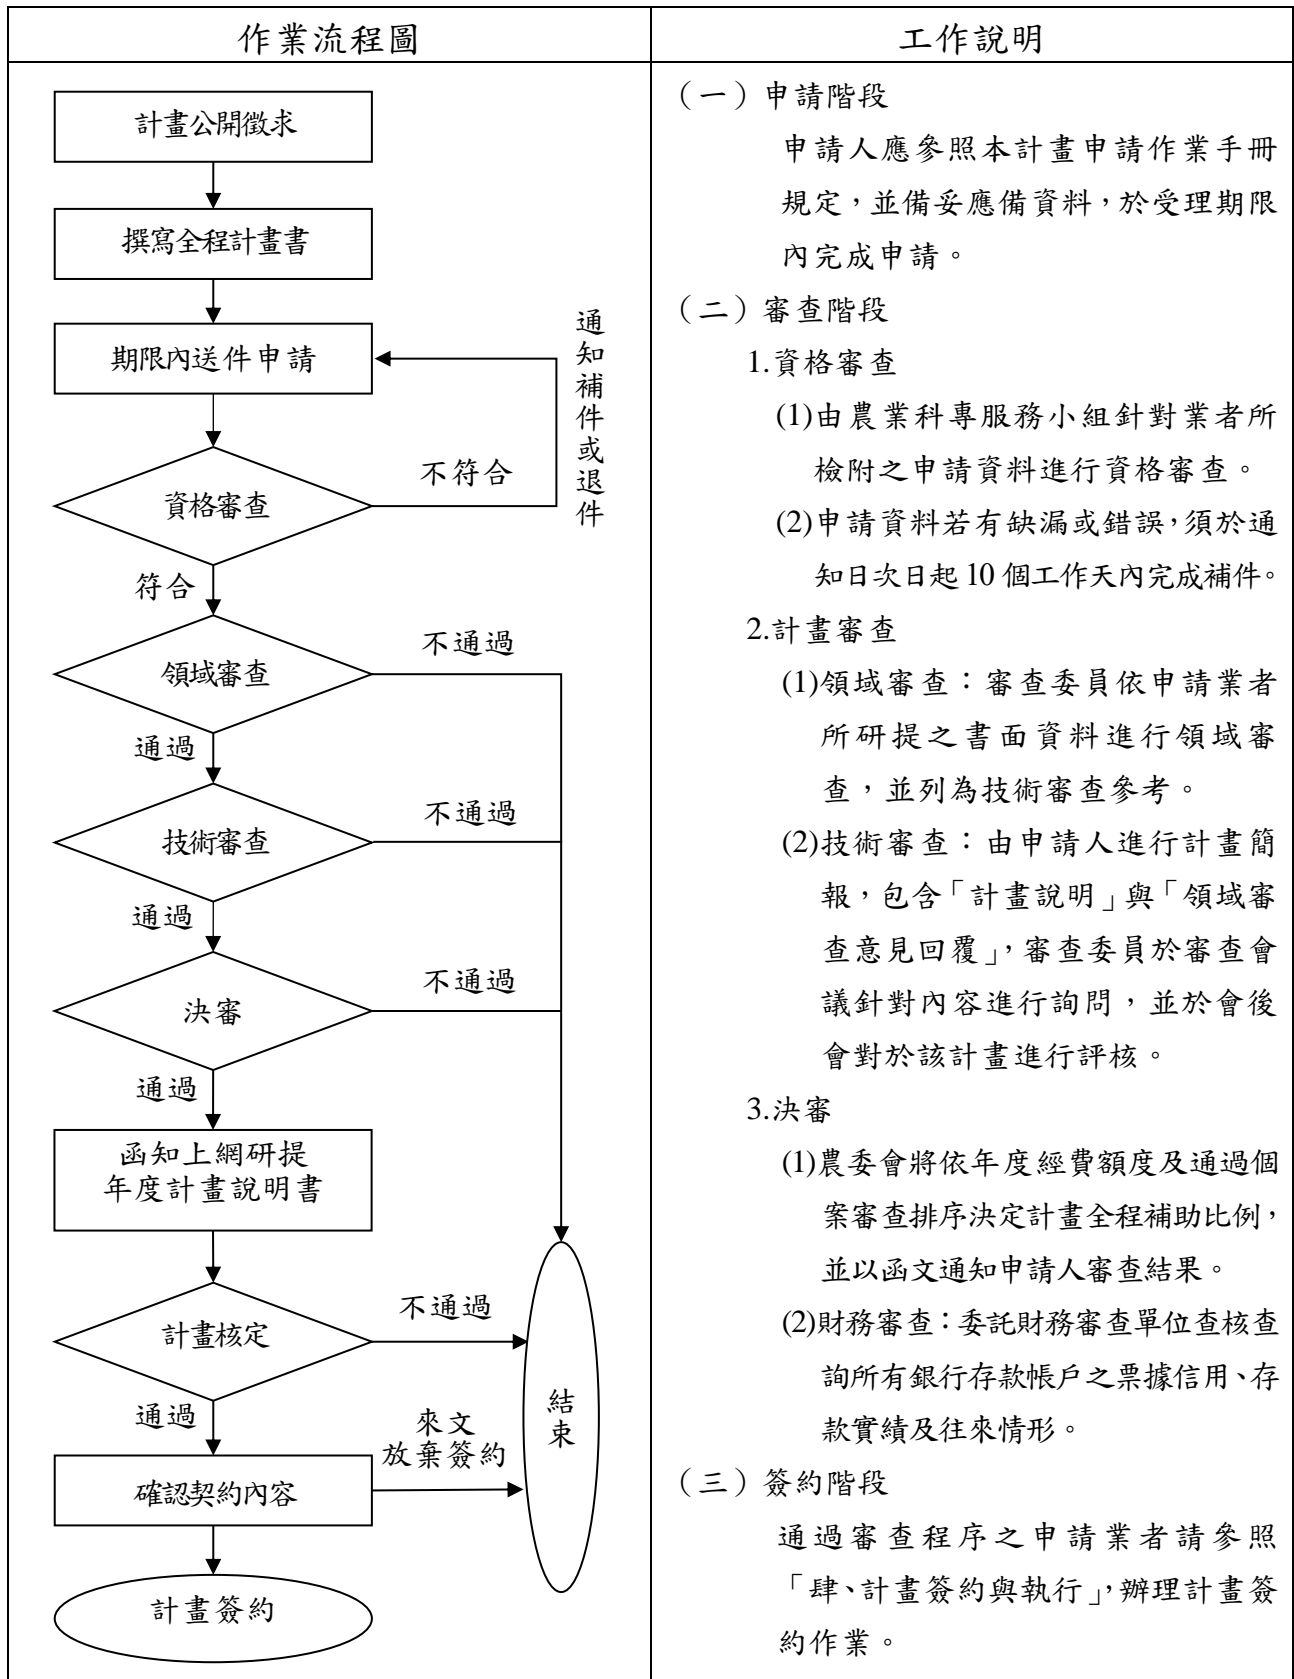 作業流程圖
計畫公開徵求
撰寫全程計畫書
期限內送件申請
通知補件或退件
不符合
資格審查
符合
不通過
領域審查
通過
不通過
技術審查
通過
不通過
決審
通過
函知上網研提
年度計畫說明書
不通過
計畫核定
通過
來文
放棄簽約
結束
確認契約內容
計畫簽約
工作說明
（一）申請階段
申請人應參照本計畫申請作業手冊
規定，並備妥應備資料，於受理期限
內完成申請。
（二）審查階段
1.資格審查
(1)由農業科專服務小組針對業者所
檢附之申請資料進行資格審查。
(2)申請資料若有缺漏或錯誤，須於通
知日次日起 10 個工作天內完成補件。
2.計畫審查
(1)領域審查：審查委員依申請業者
所研提之書面資料進行領域審
查，並列為技術審查參考。
(2)技術審查：由申請人進行計畫簡
報，包含「計畫說明」與「領域審
查意見回覆」，審查委員於審查會
議針對內容進行詢問，並於會後
會對於該計畫進行評核。
3.決審
(1)農委會將依年度經費額度及通過個
案審查排序決定計畫全程補助比例，
並以函文通知申請人審查結果。
(2)財務審查：委託財務審查單位查核查
詢所有銀行存款帳戶之票據信用、存
款實績及往來情形。
（三）簽約階段
通過審查程序之申請業者請參照
「肆、計畫簽約與執行」，辦理計畫簽
約作業。